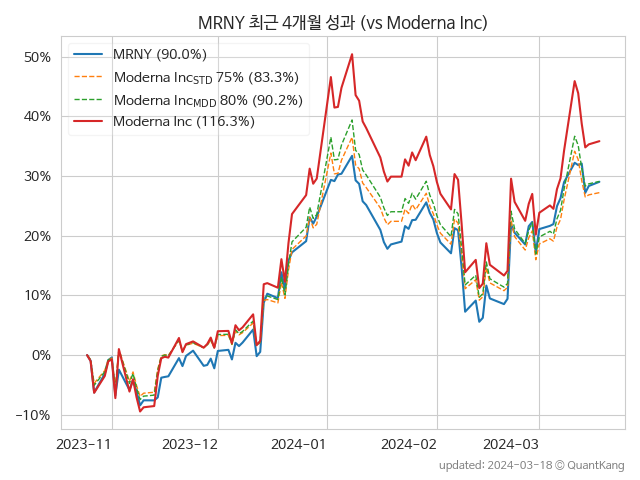 MRNY 최근 4개월 성과 (vs Moderna Inc)
MRNY (90.0%)
Moderna Inc_STD 75% (83.3%)
Moderna Inc_MDD 80% (90.2%)
Moderna Inc (116.3%)
50%
40%
30%
20%
10%
0%
−10%
2023-11
2023-12
2024-01
2024-02
2024-03
updated: 2024-03-18 © QuantKang